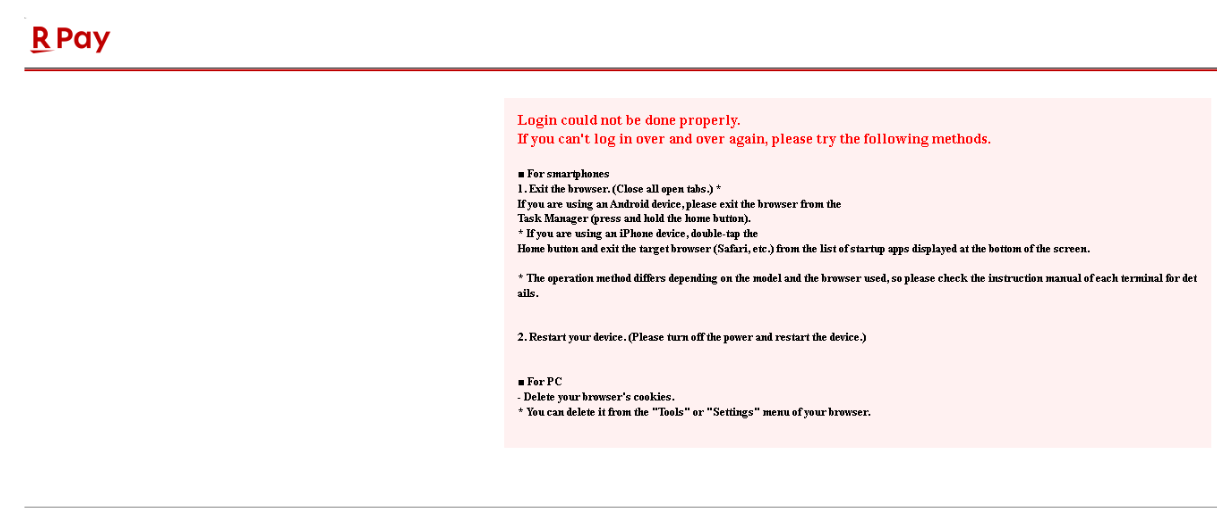 R Pay
Login could not be done properly.
If you can't log in over and over again, please try the following methods.
■ For smartphones
1. Exit the browser. (Close all open tabs.) *
If you are using an Android device, please exit the browser from the
Task Manager (press and hold the home button).
* If you are using an iPhone device, double-tap the
Home button and exit the target browser (Safari, etc.) from the list of startup apps displayed at the bottom of the screen.
* The operation method differs depending on the model and the browser used, so please check the instruction manual of each terminal for det
ails.
2. Restart your device. (Please turn off the power and restart the device.)
■ For PC
- Delete your browser's cookies.
* You can delete it from the "Tools" or "Settings" menu of your browser.